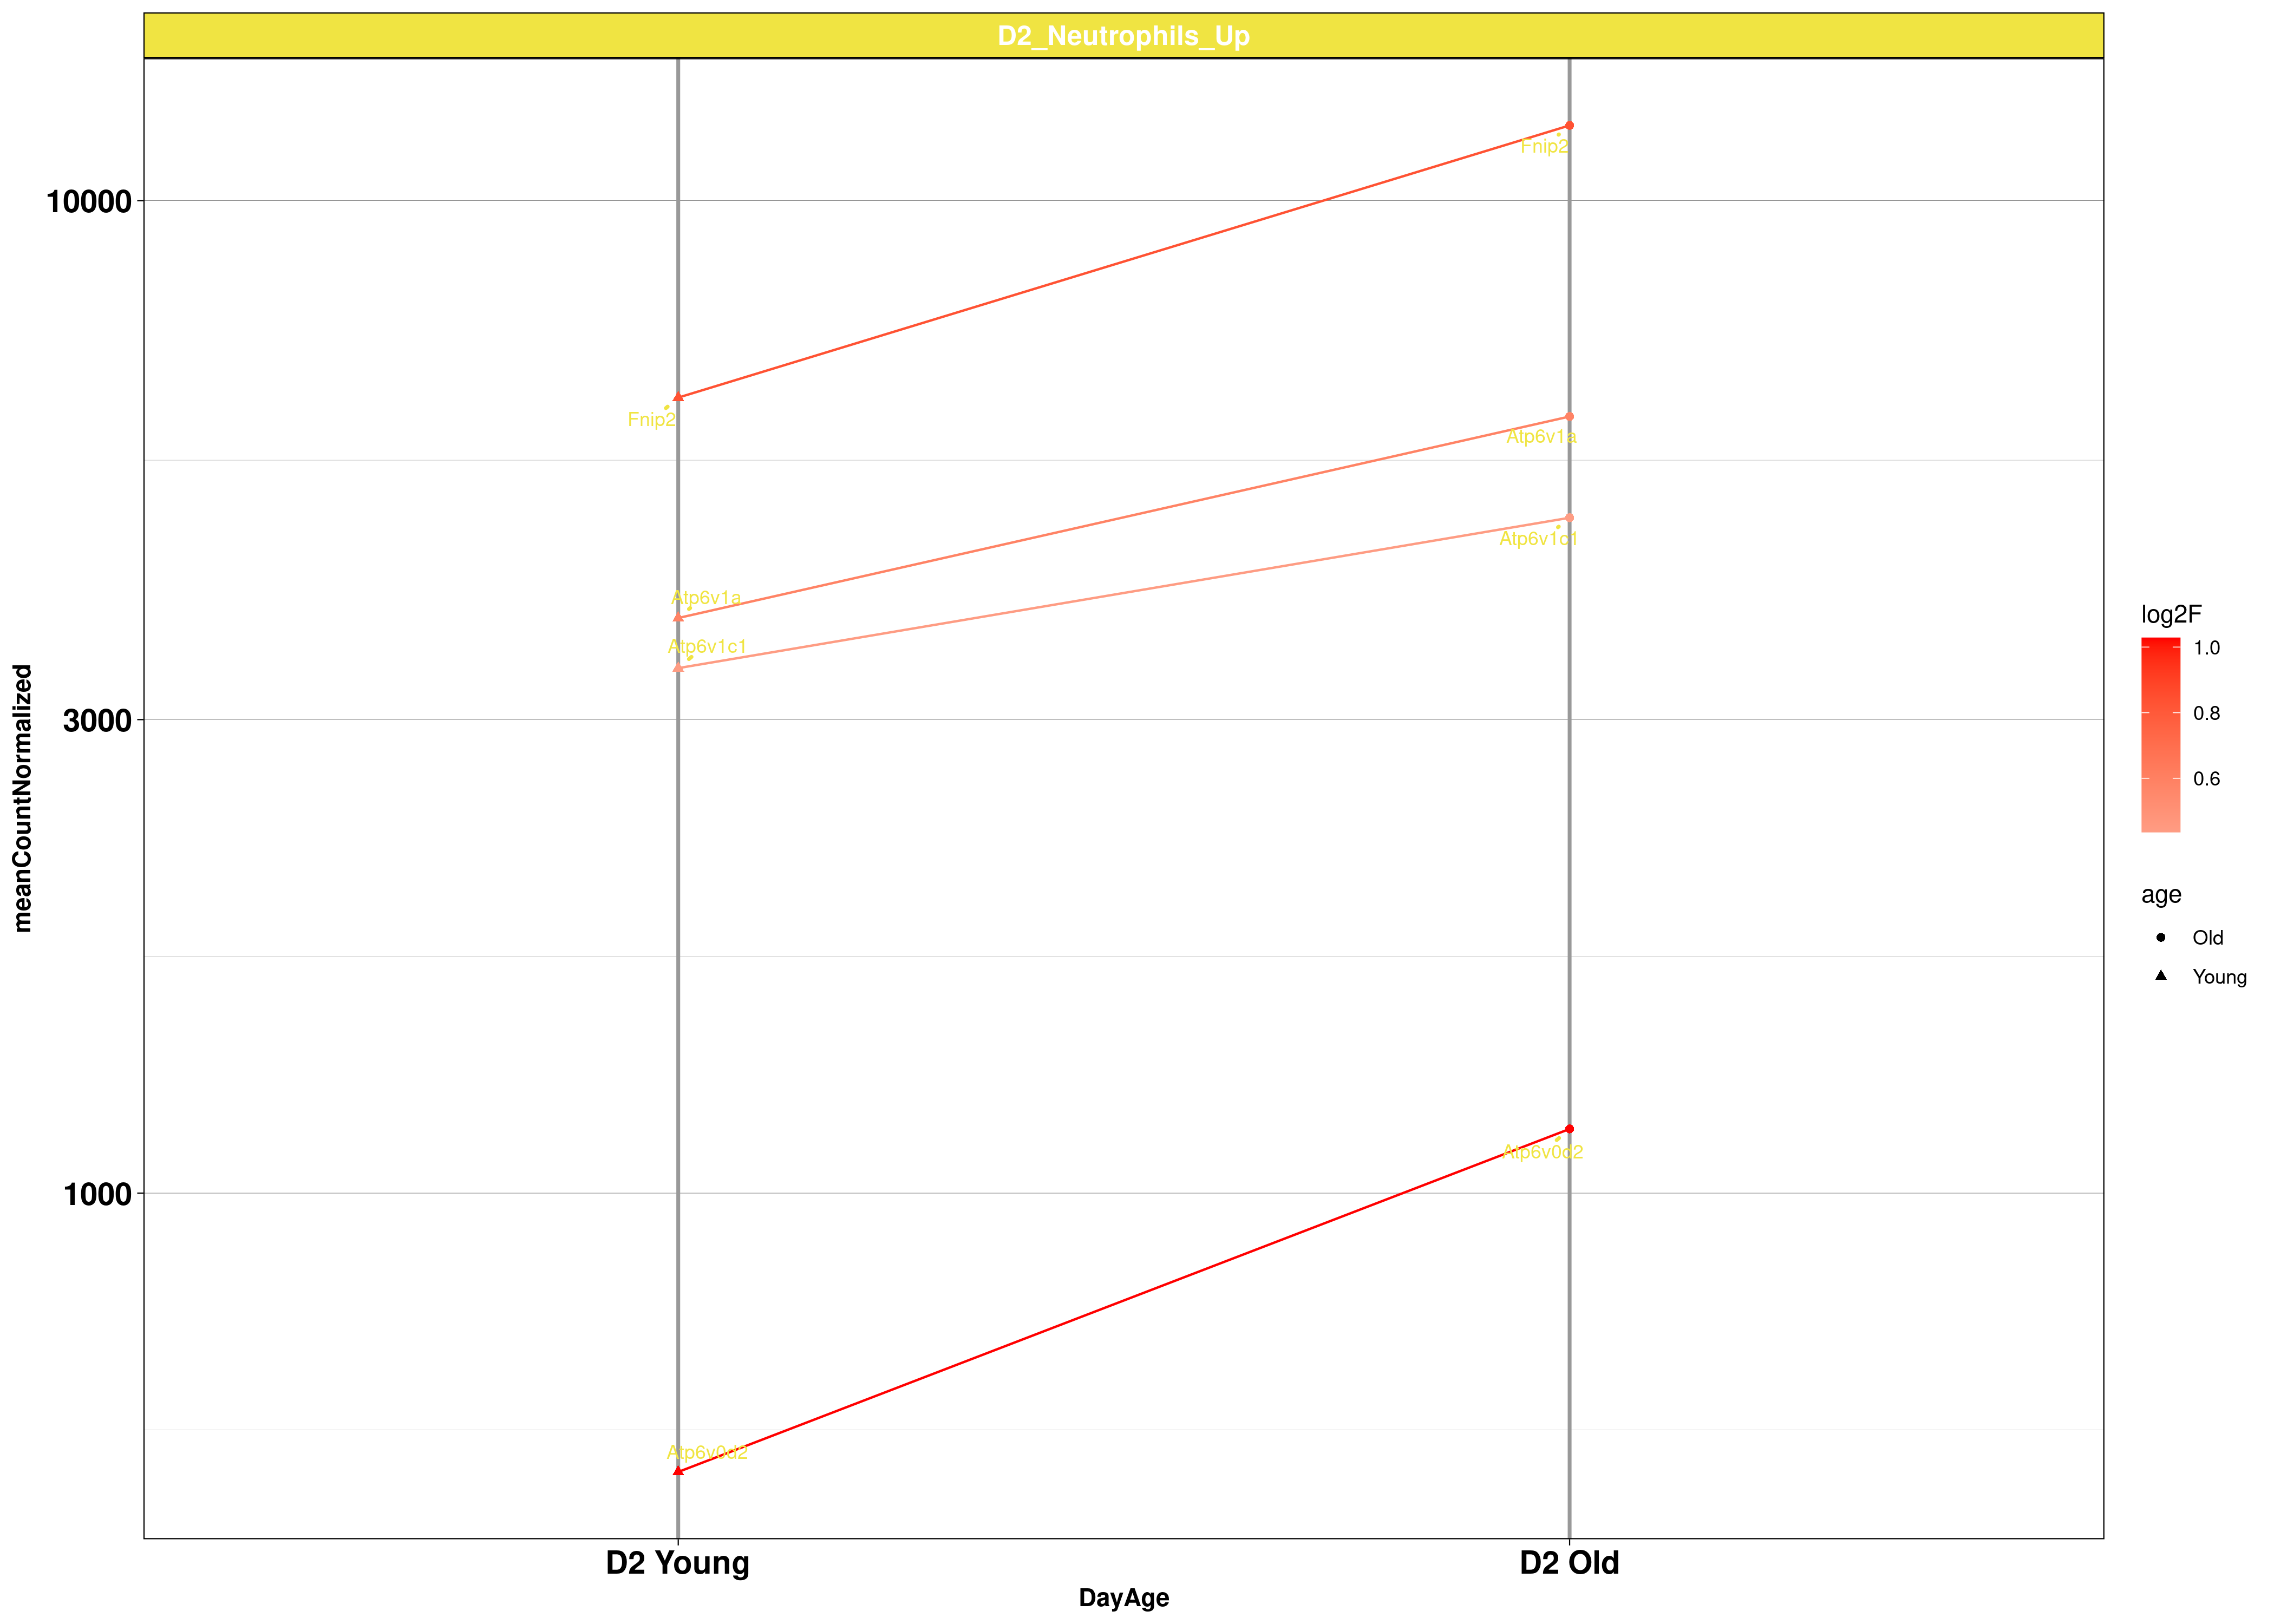 D2_Neutrophils_Up
meanCountNormalized
10000
3000
1000
Fnip2
Fnip2
Atp6v1a
Atp6v1c1
Atp6v1a
Atp6v1c1
Atp6v0d2
Atp6v0d2
D2 Young
D2 Old
DayAge
log2F
1.0
0.8
0.6
age
Old
Young